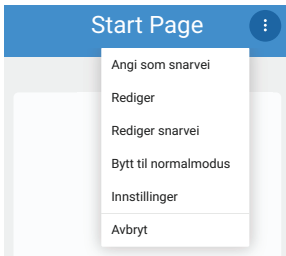 Start Page
Angi som snarvei
Rediger
Rediger snarvei
Bytt til normalmodus
Innstillinger
Avbryt